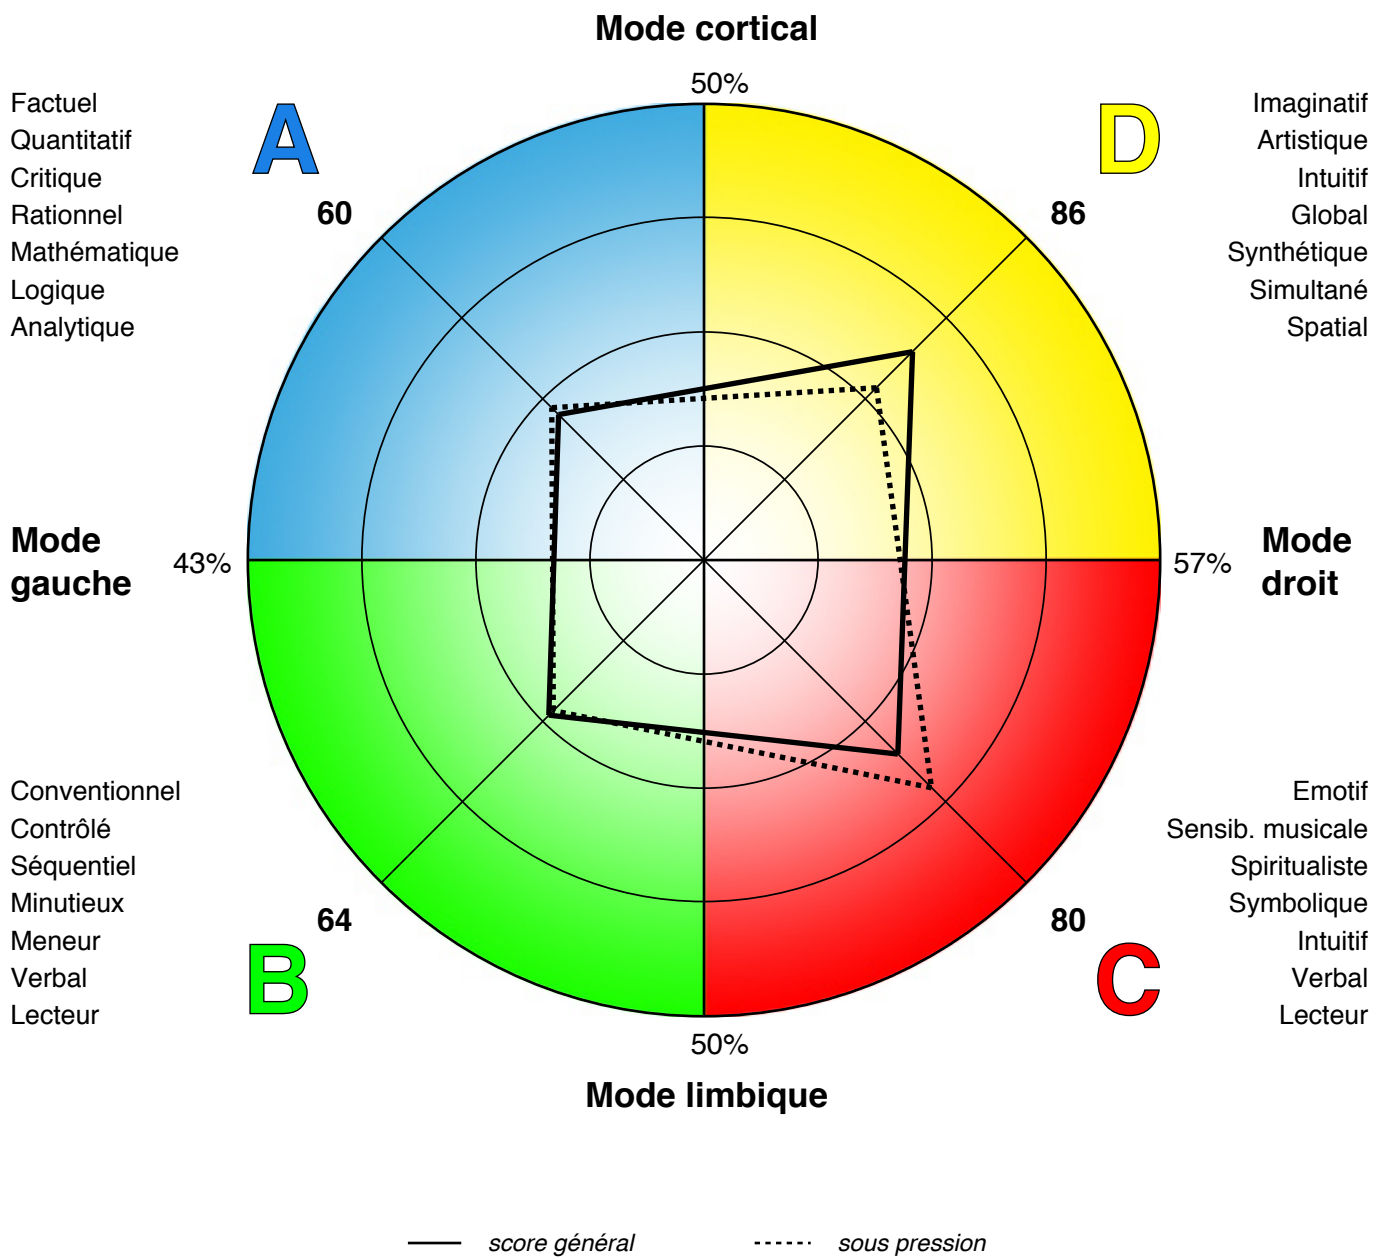 Mode cortical
50%
Factuel
Quantitatif
Critique
Rationnel
Mathématique
Logique
Analytique
A
60
D
86
Imaginatif
Artistique
Intuitif
Global
Synthétique
Simultané
Spatial
Mode
gauche
43%
57%
Mode
droit
Conventionnel
Contrôlé
Séquentiel
Minutieux
Meneur
Verbal
Lecteur
64
B
80
C
Emotif
Sensib. musicale
Spiritualiste
Symbolique
Intuitif
Verbal
Lecteur
50%
Mode limbique
score général
sous pression